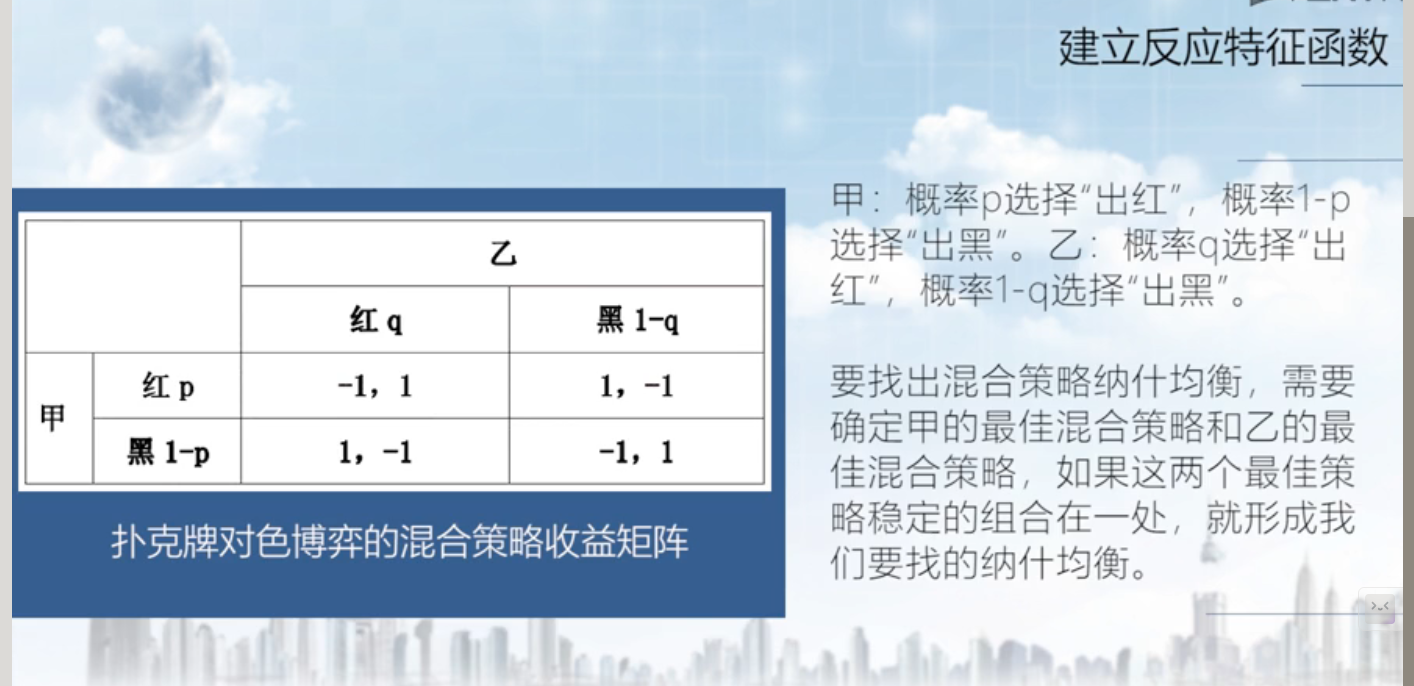 建立反应特征函数
乙
红 q 黑 1-q
甲 红 p -1，1 1，-1
黑 1-p 1，-1 -1，1
扑克牌对色博弈的混合策略收益矩阵
甲：概率p选择“出红”，概率1-p
选择“出黑”。乙：概率q选择“出
红”，概率1-q选择“出黑”。
要找出混合策略纳什均衡，需要
确定甲的最佳混合策略和乙的最
佳混合策略，如果这两个最佳策
略稳定的组合在一处，就形成我
们要找的纳什均衡。